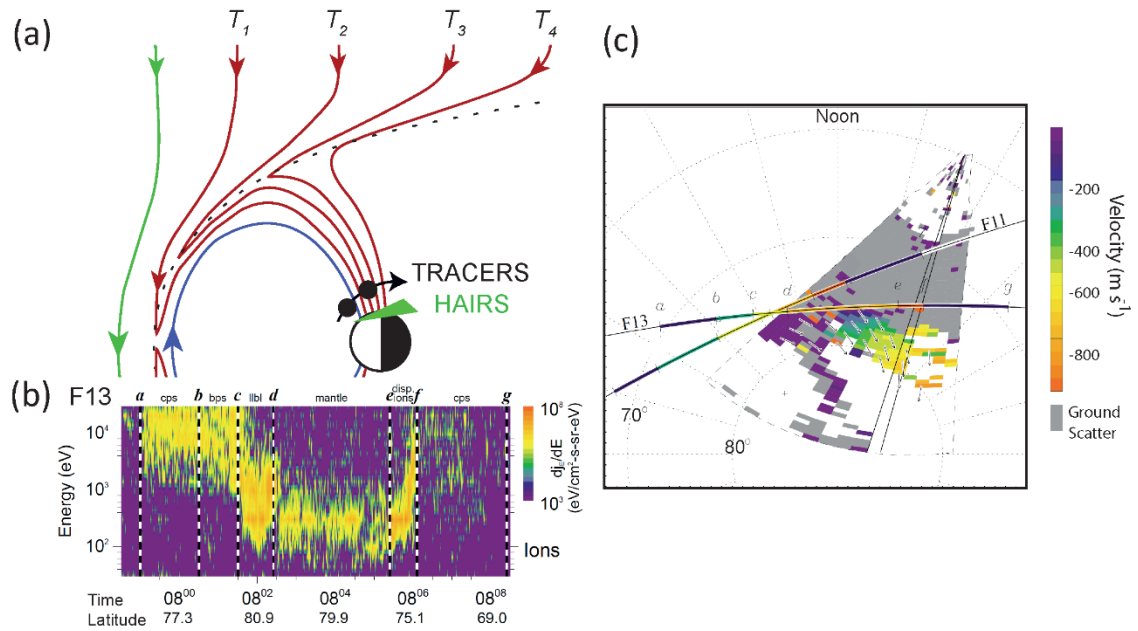 (a)
T1 T2 T3 T4
TRACERS
HAIRS
(b) F13
a b c d e f g
cps bps llbl mantle disp. ions cps
10⁴
10³
10²
Energy (eV)
10⁸
10³
dj_E/dE
(eV/cm²-s-sr-eV)
Ions
Time 08⁰⁰ 08⁰² 08⁰⁴ 08⁰⁶ 08⁰⁸
Latitude 77.3 80.9 79.9 75.1 69.0
(c)
Noon
F11
a b c d e f g
F13
70°
80°
-200
-400
-600
-800
Velocity (m s⁻¹)
Ground
Scatter